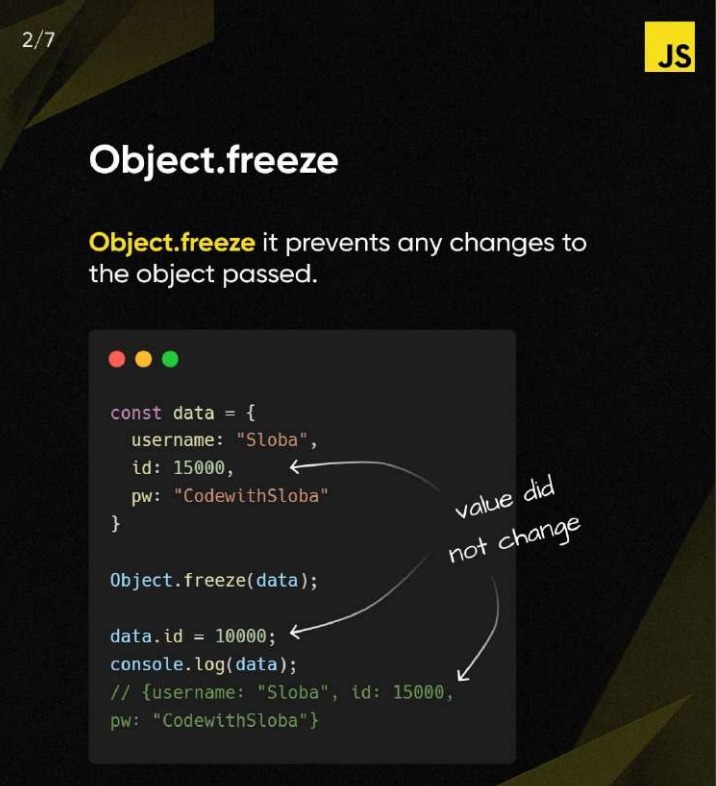 2/7
JS
Object.freeze
Object.freeze it prevents any changes to
the object passed.
const data = {
username: "Sloba",
id: 15000,
pw: "CodewithSloba"
}
value did
not change
Object.freeze(data);
data.id = 10000;
console.log(data);
// {username: "Sloba", id: 15000,
pw: "CodewithSloba"}